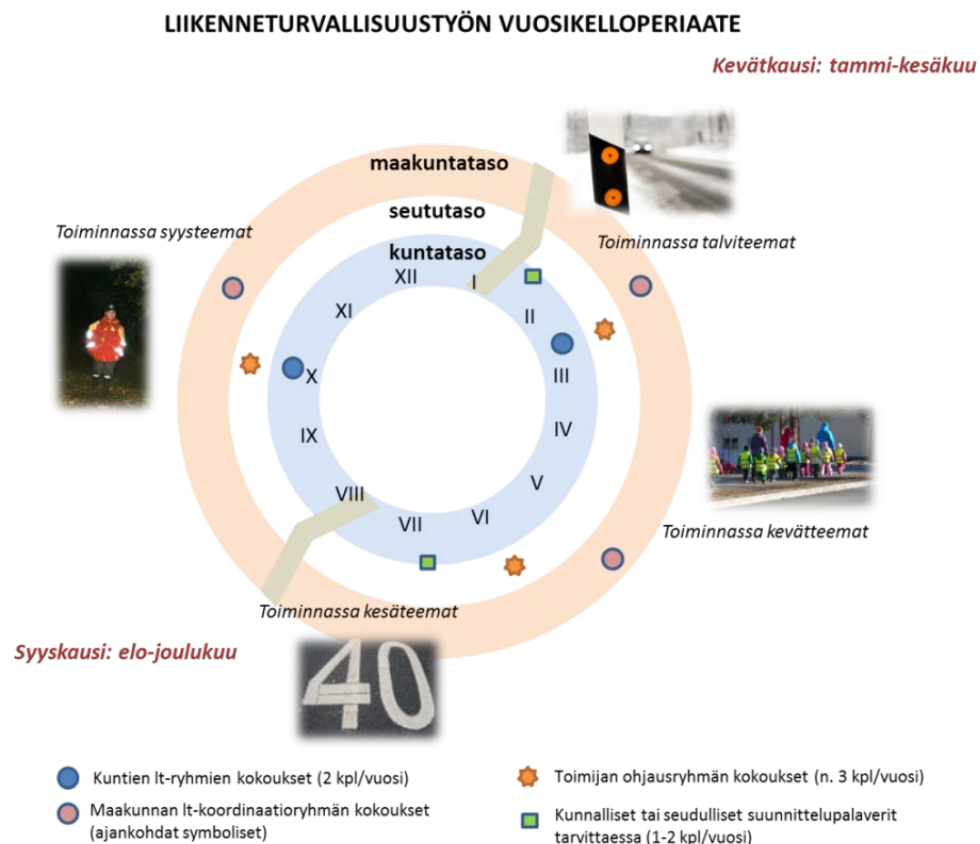 LIIKENNETURVALLISUUSTYÖN VUOSIKELLOPERIAATE
Kevätkausi: tammi-kesäkuu
maakuntataso
seututaso
kuntataso
Toiminnassa syysteemat
Toiminnassa talviteemat
XII
I
XI
II
X
III
IX
IV
VIII
V
VII
VI
Toiminnassa kevätteemat
Toiminnassa kesäteemat
Syyskausi: elo-joulukuu
40
Kuntien lt-ryhmien kokoukset (2 kpl/vuosi)
Maakunnan lt-koordinaatioryhmän kokoukset
(ajankohdat symboliset)
Toimijan ohjausryhmän kokoukset (n. 3 kpl/vuosi)
Kunnalliset tai seudulliset suunnittelupalaverit
tarvittaessa (1-2 kpl/vuosi)